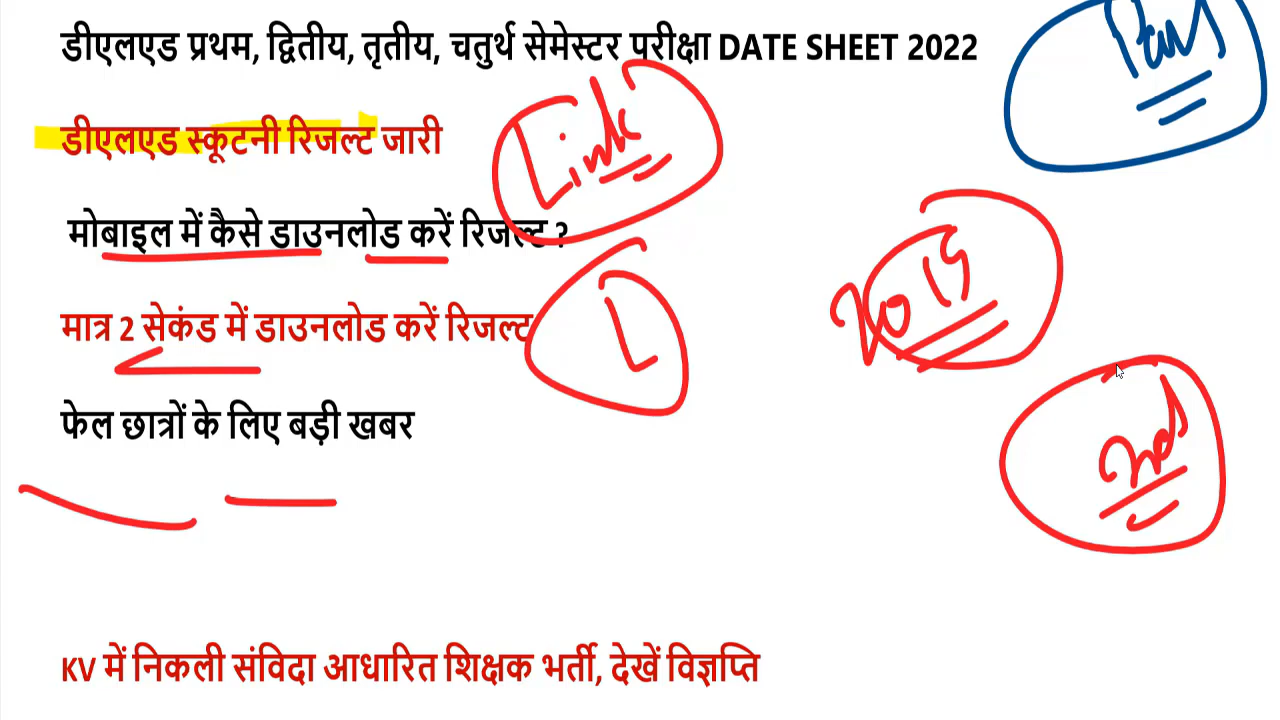 डीएलएड प्रथम, द्वितीय, तृतीय, चतुर्थ सेमेस्टर परीक्षा DATE SHEET 2022
डीएलएड स्कूटनी रिजल्ट जारी
Link
मोबाइल में कैसे डाउनलोड करें रिजल्ट ?
2019
मात्र 2 सेकंड में डाउनलोड करें रिजल्ट
L
फेल छात्रों के लिए बड़ी खबर
KV में निकली संविदा आधारित शिक्षक भर्ती, देखें विज्ञप्ति